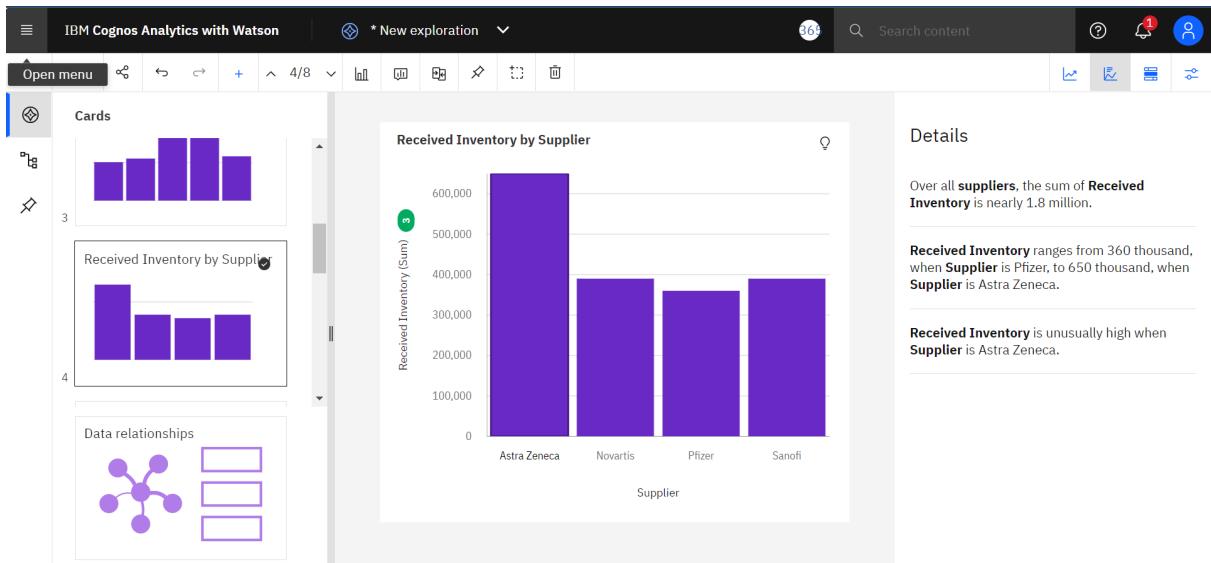 IBM Cognos Analytics with Watson
* New exploration
365
Search content
1
Open menu
4/8
Cards
3
Received Inventory by Supplier
4
Data relationships
Received Inventory by Supplier
Received Inventory (Sum)
3
600,000
500,000
400,000
300,000
200,000
100,000
0
Astra Zeneca
Novartis
Pfizer
Sanofi
Supplier
Details
Over all suppliers, the sum of Received
Inventory is nearly 1.8 million.
Received Inventory ranges from 360 thousand,
when Supplier is Pfizer, to 650 thousand, when
Supplier is Astra Zeneca.
Received Inventory is unusually high when
Supplier is Astra Zeneca.